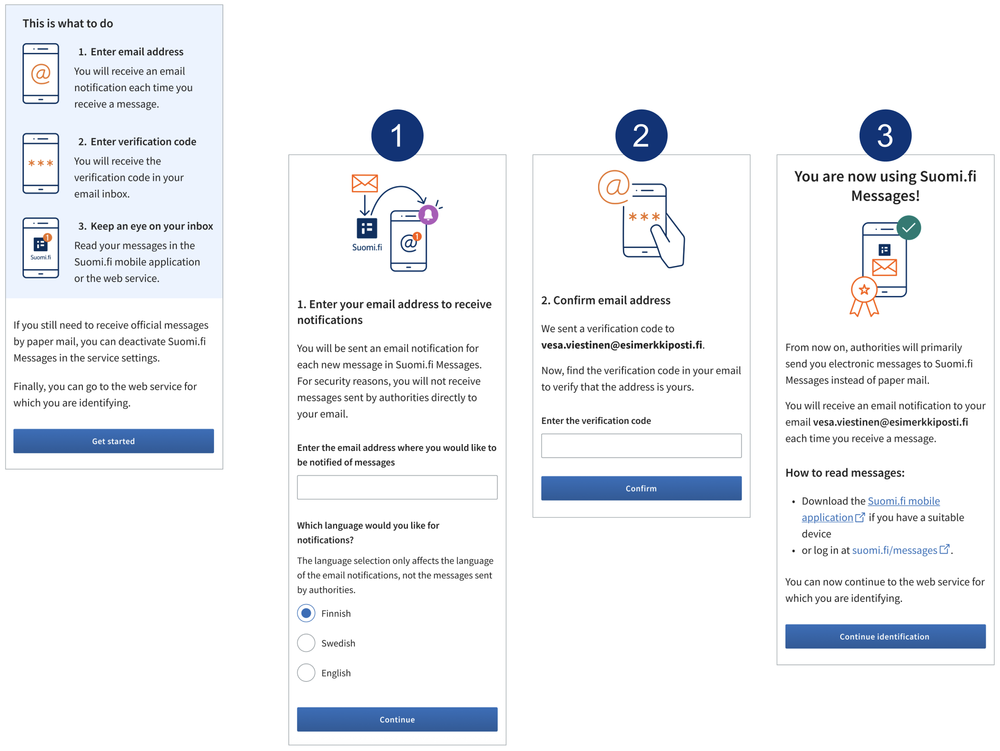 This is what to do
@
1. Enter email address
You will receive an email
notification each time you
receive a message.
***
2. Enter verification code
You will receive the
verification code in your
email inbox.
1
Suomi.fi
3. Keep an eye on your inbox
Read your messages in the
Suomi.fi mobile application
or the web service.
If you still need to receive official messages
by paper mail, you can deactivate Suomi.fi
Messages in the service settings.
Finally, you can go to the web service for
which you are identifying.
Get started
1
Suomi.fi
@
1
1. Enter your email address to receive
notifications
You will be sent an email notification for
each new message in Suomi.fi Messages.
For security reasons, you will not receive
messages sent by authorities directly to
your email.
Enter the email address where you would like to
be notified of messages
Which language would you like for
notifications?
The language selection only affects the language
of the email notifications, not the messages sent
by authorities.
Finnish
Swedish
English
Continue
2
@
***
2. Confirm email address
We sent a verification code to
vesa.viestinen@esimerkkiposti.fi.
Now, find the verification code in your email
to verify that the address is yours.
Enter the verification code
Confirm
3
You are now using Suomi.fi
Messages!
From now on, authorities will primarily
send you electronic messages to Suomi.fi
Messages instead of paper mail.
You will receive an email notification to your
email vesa.viestinen@esimerkkiposti.fi
each time you receive a message.
How to read messages:
• Download the Suomi.fi mobile
application if you have a suitable
device
• or log in at suomi.fi/messages.
You can now continue to the web service for
which you are identifying.
Continue identification